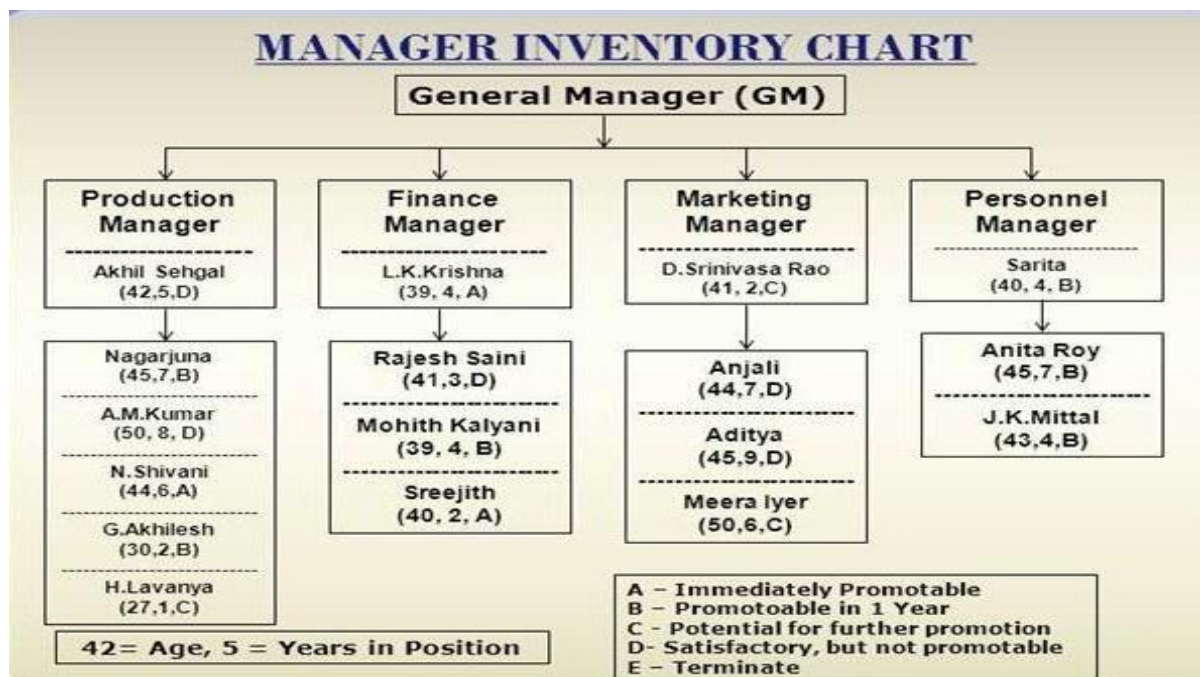 MANAGER INVENTORY CHART
General Manager (GM)
Production
Manager
Akhil Sehgal
(42,5,D)
Nagarjuna
(45,7,B)
A.M.Kumar
(50, 8, D)
N.Shivani
(44,6,A)
G.Akhilesh
(30,2,B)
H.Lavanya
(27,1,C)
Finance
Manager
L.K.Krishna
(39, 4, A)
Rajesh Saini
(41,3,D)
Mohith Kalyani
(39, 4, B)
Sreejith
(40, 2, A)
Marketing
Manager
D.Srinivasa Rao
(41, 2,C)
Anjali
(44,7,D)
Aditya
(45,9,D)
Meera Iyer
(50,6,C)
Personnel
Manager
Sarita
(40, 4, B)
Anita Roy
(45,7,B)
J.K.Mittal
(43,4,B)
42= Age, 5 = Years in Position
A – Immediately Promotable
B – Promotoable in 1 Year
C - Potential for further promotion
D- Satisfactory, but not promotable
E – Terminate